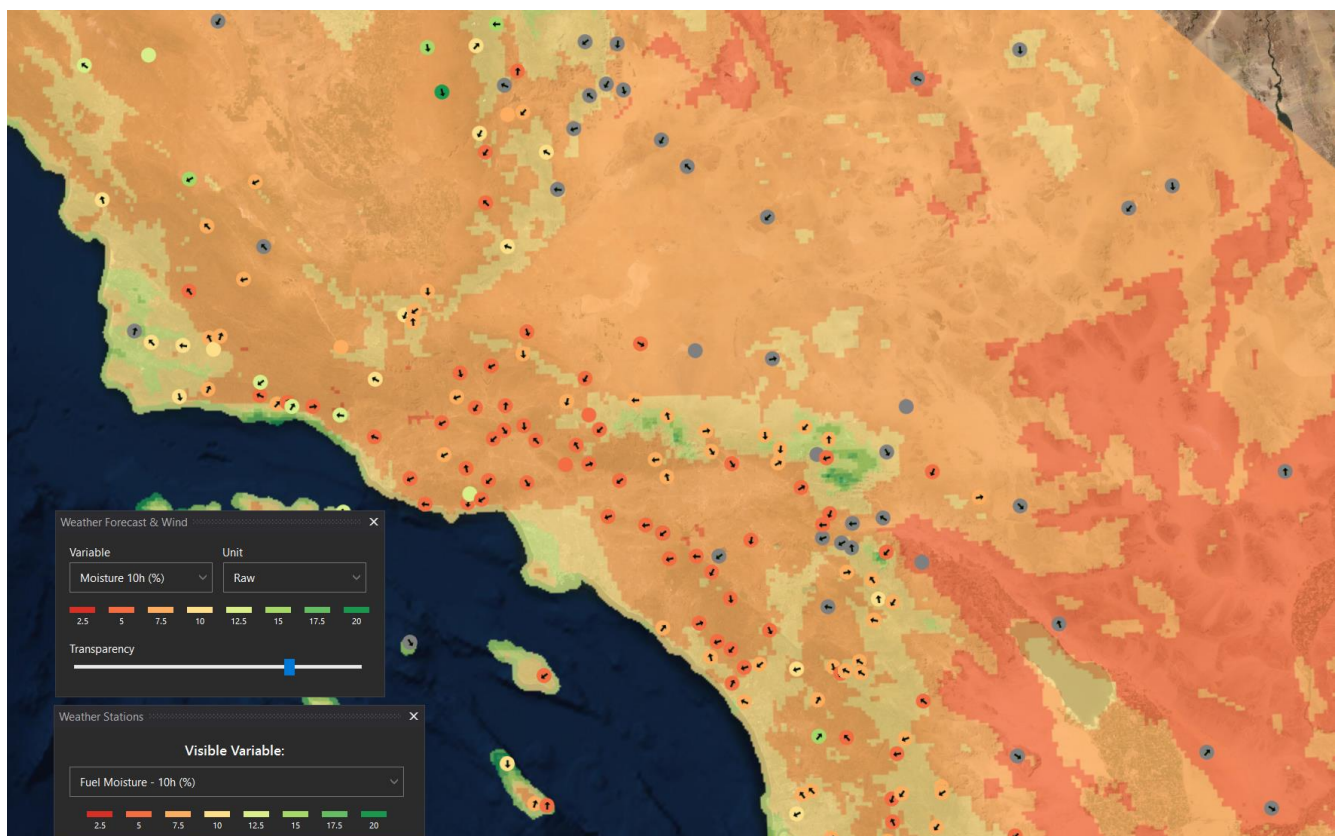 Weather Forecast & Wind
Variable Unit
Moisture 10h (%) Raw
2.5 5 7.5 10 12.5 15 17.5 20
Transparency
Weather Stations
Visible Variable:
Fuel Moisture - 10h (%)
2.5 5 7.5 10 12.5 15 17.5 20